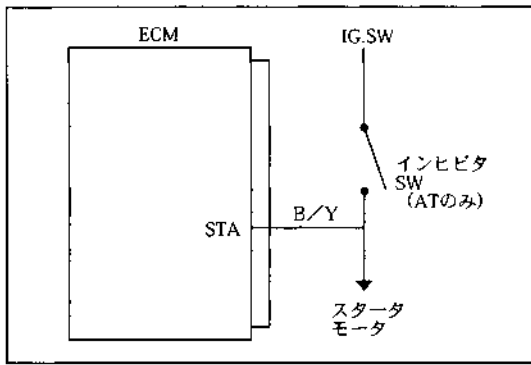 ECM
IG.SW
インヒビタ
SW
(ATのみ)
B/Y
STA
スタータ
モータ